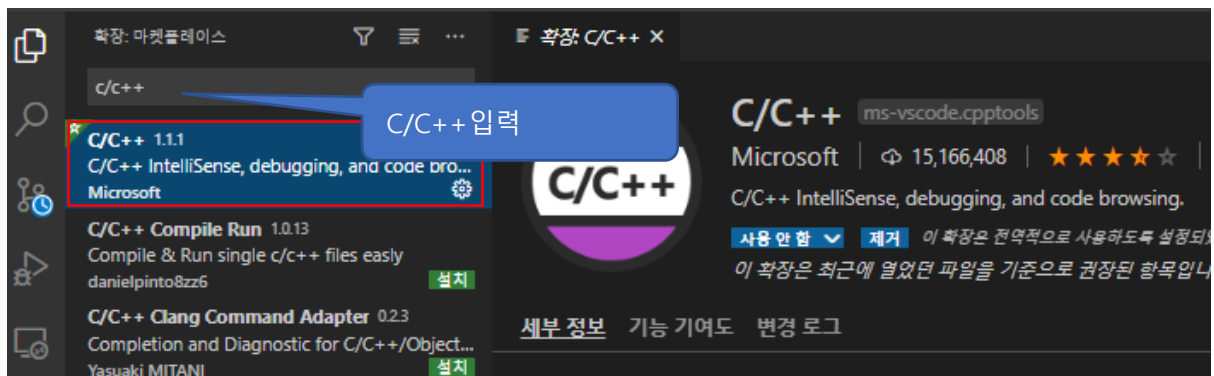 확장: 마켓플레이스
c/c++
C/C++ 1.1.1
C/C++ IntelliSense, debugging, and code bro...
Microsoft
C/C++ Compile Run 1.0.13
Compile & Run single c/c++ files easly
danielpinto8zz6 설치
C/C++ Clang Command Adapter 0.2.3
Completion and Diagnostic for C/C++/Object...
Yasuaki MITANI 설치
C/C++입력
확장: C/C++
C/C++
C/C++ ms-vscode.cpptools
Microsoft 15,166,408
C/C++ IntelliSense, debugging, and code browsing.
사용 안 함 제거 이 확장은 전역적으로 사용하도록 설정되었
이 확장은 최근에 열었던 파일을 기준으로 권장된 항목입니
세부 정보 기능 기여도 변경 로그